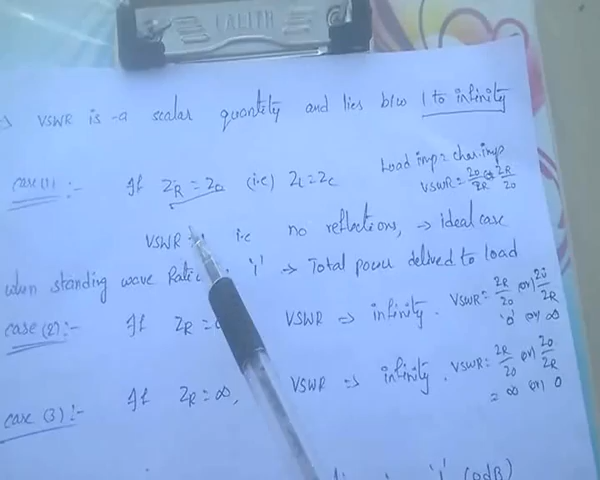 LALITH
→ VSWR is a scalar quantity and lies b/w 1 to infinity
case(1) :- If ZR = Z0 (i.e) ZL = ZC Load imp = char. imp
VSWR = Z0/ZR or ZR/Z0
VSWR = i.e no reflections, → ideal case
when standing wave Ratio '1' → Total power delived to load
case (2) :- If ZR = 0 VSWR ⇒ infinity. VSWR = ZR/Z0 (or) Z0/ZR
'0' or ∞
case (3) :- If ZR = ∞, VSWR ⇒ infinity. VSWR = ZR/Z0 (or) Z0/ZR
= ∞ (or) 0
'1' (0dB)